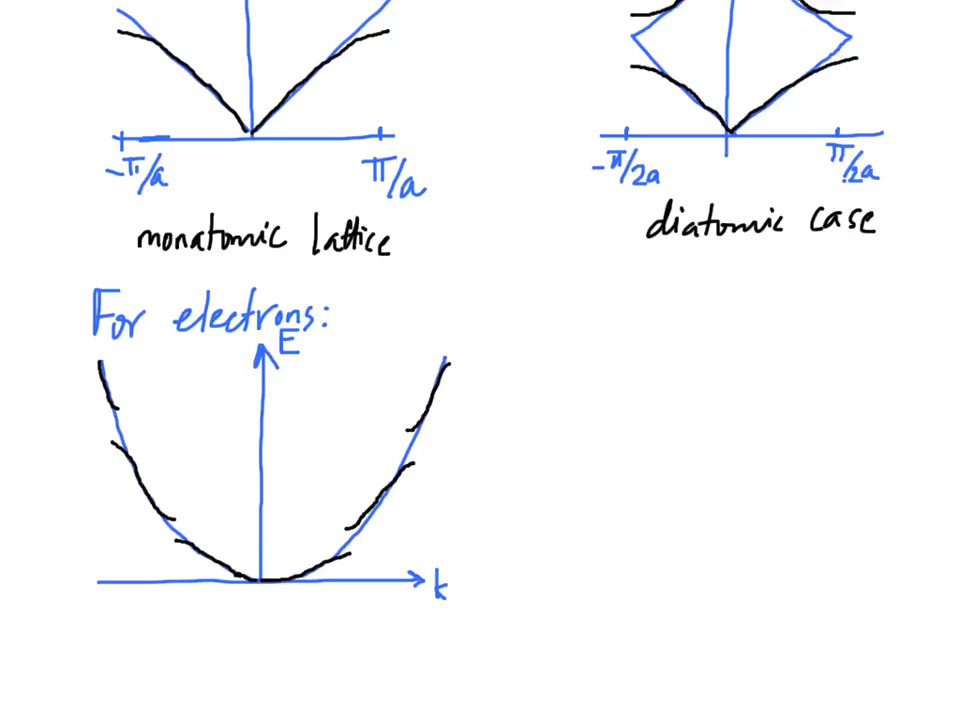 -π/a π/a
-π/2a π/2a
monatomic lattice
diatomic case
For electrons:
E
k